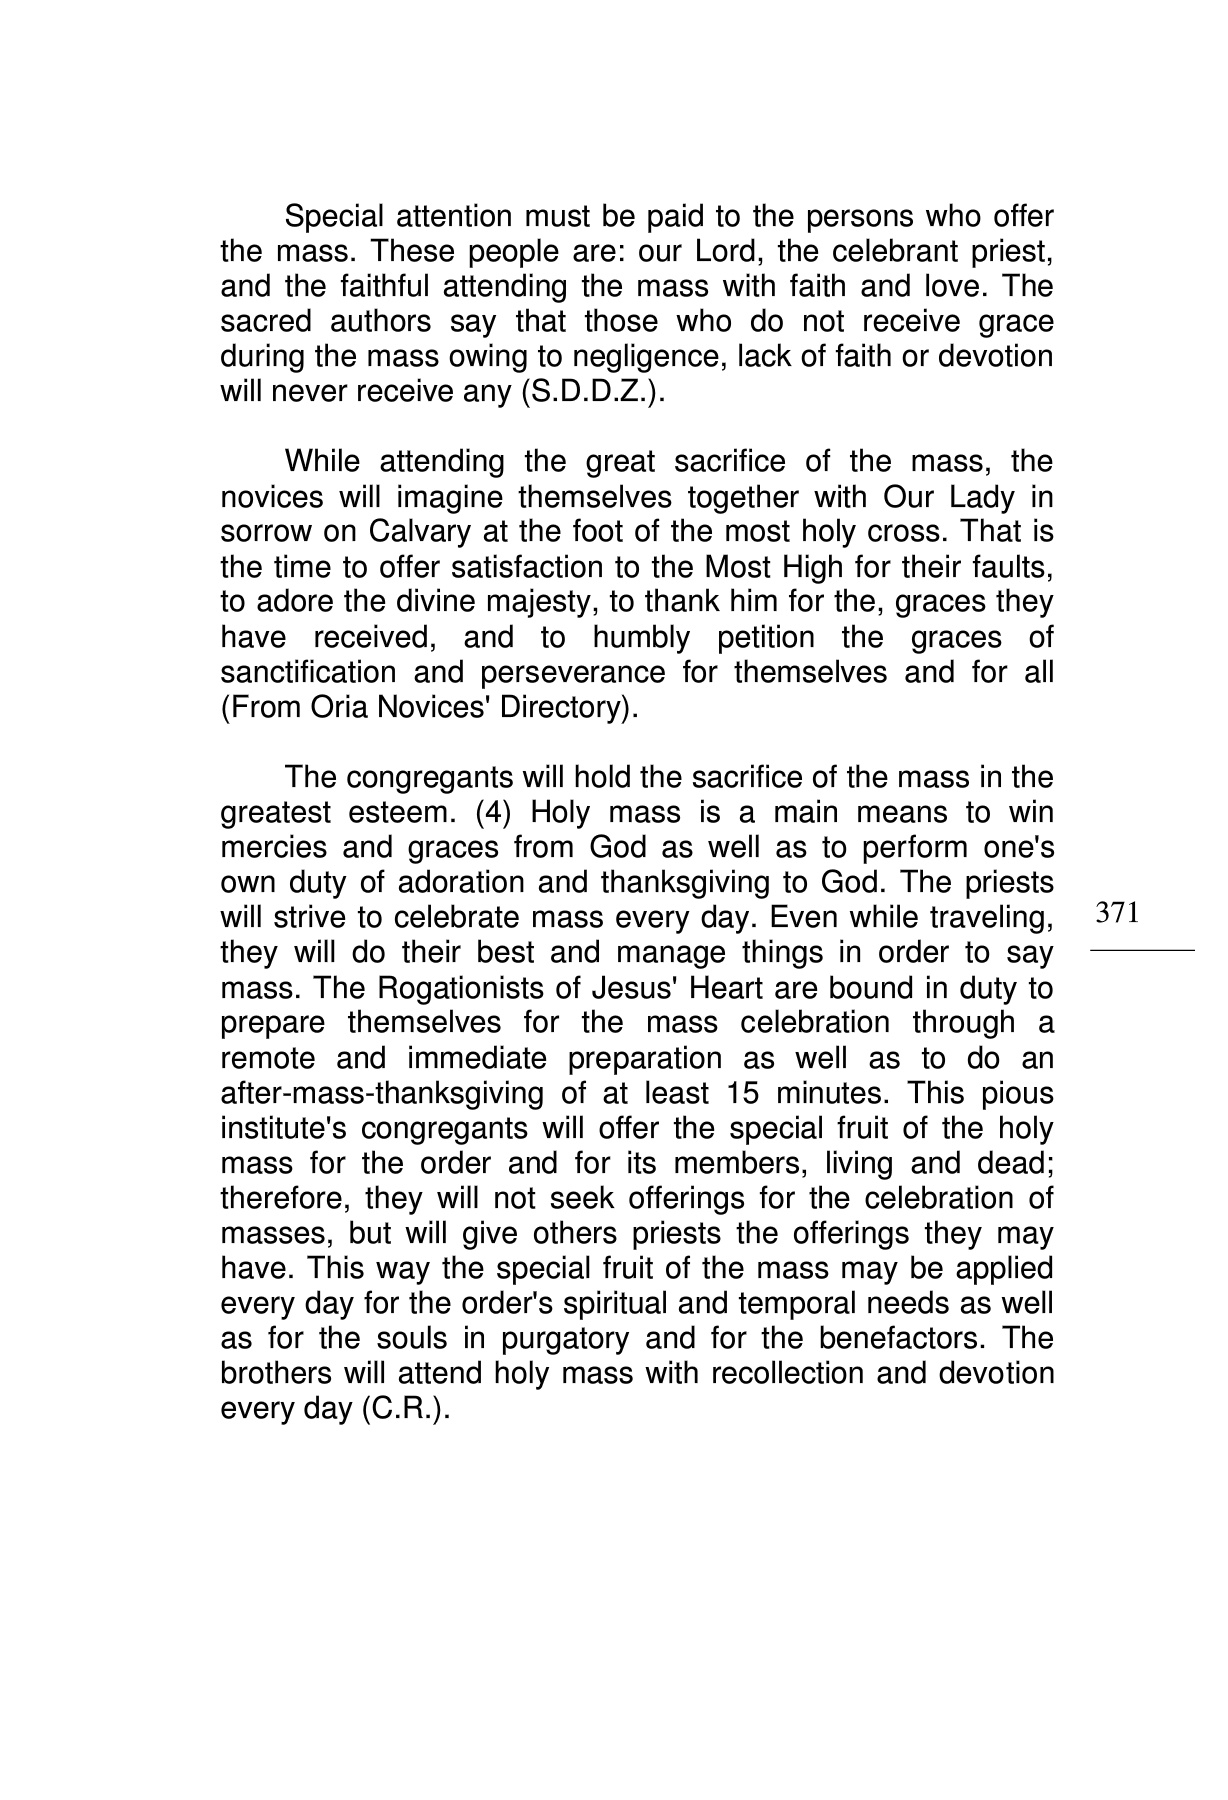 Special attention must be paid to the persons who offer
the mass. These people are: our Lord, the celebrant priest,
and the faithful attending the mass with faith and love. The
sacred authors say that those who do not receive grace
during the mass owing to negligence, lack of faith or devotion
will never receive any (S.D.D.Z.).
While attending the great sacrifice of the mass, the
novices will imagine themselves together with Our Lady in
sorrow on Calvary at the foot of the most holy cross. That is
the time to offer satisfaction to the Most High for their faults,
to adore the divine majesty, to thank him for the, graces they
have received, and to humbly petition the graces of
sanctification and perseverance for themselves and for all
(From Oria Novices' Directory).
The congregants will hold the sacrifice of the mass in the
greatest esteem. (4) Holy mass is a main means to win
mercies and graces from God as well as to perform one's
own duty of adoration and thanksgiving to God. The priests
will strive to celebrate mass every day. Even while traveling,
they will do their best and manage things in order to say
mass. The Rogationists of Jesus' Heart are bound in duty to
prepare themselves for the mass celebration through a
remote and immediate preparation as well as to do an
after-mass-thanksgiving of at least 15 minutes. This pious
institute's congregants will offer the special fruit of the holy
mass for the order and for its members, living and dead;
therefore, they will not seek offerings for the celebration of
masses, but will give others priests the offerings they may
have. This way the special fruit of the mass may be applied
every day for the order's spiritual and temporal needs as well
as for the souls in purgatory and for the benefactors. The
brothers will attend holy mass with recollection and devotion
every day (C.R.).
371